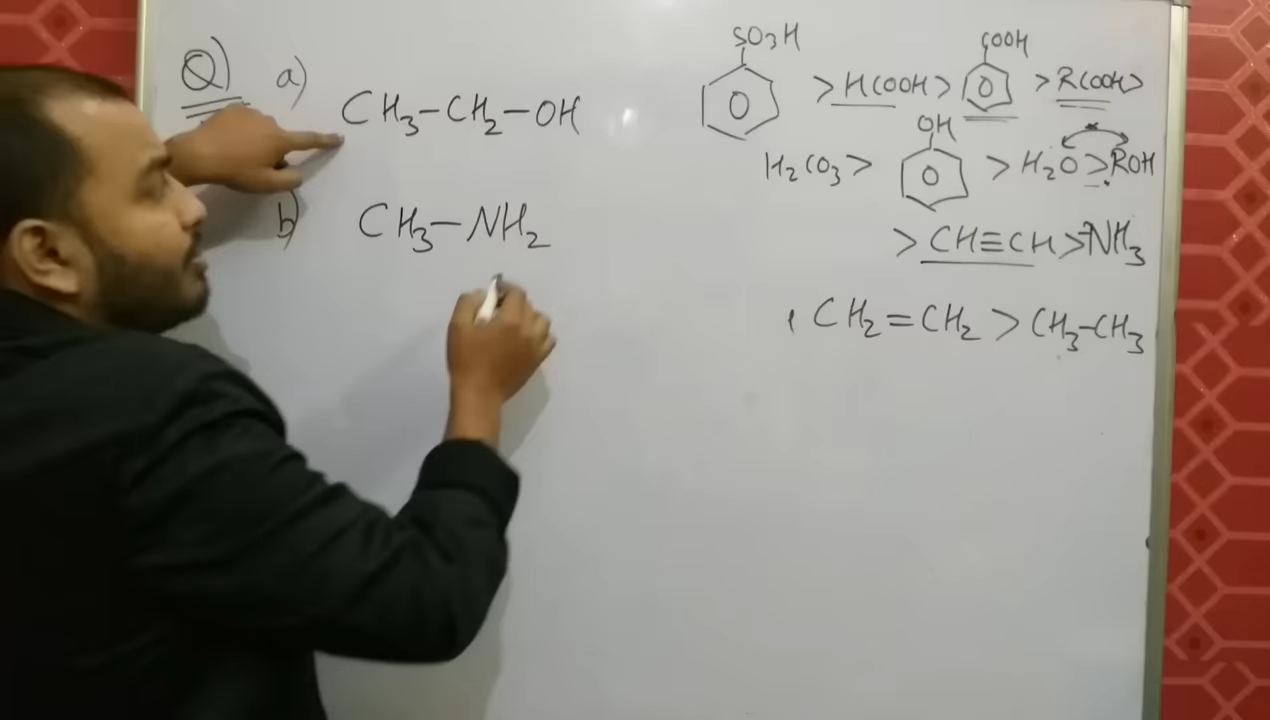 Q) a) CH₃-CH₂-OH
b) CH₃-NH₂
SO₃H
COOH
> HCOOH > > RCOOH >
OH
H₂CO₃ > > H₂O > ROH
> CH≡CH > NH₃
, CH₂=CH₂ > CH₃-CH₃